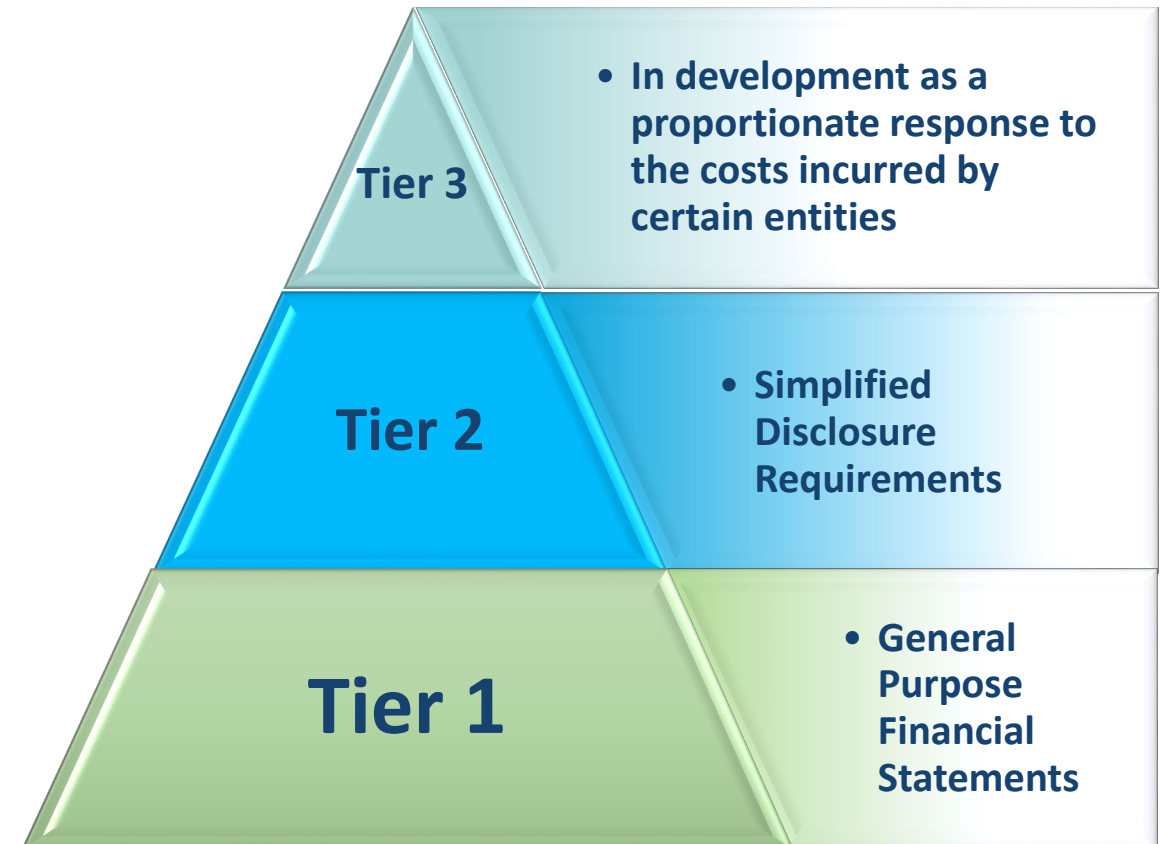 Tier 3
• In development as a
proportionate response to
the costs incurred by
certain entities
Tier 2
• Simplified
Disclosure
Requirements
Tier 1
• General
Purpose
Financial
Statements